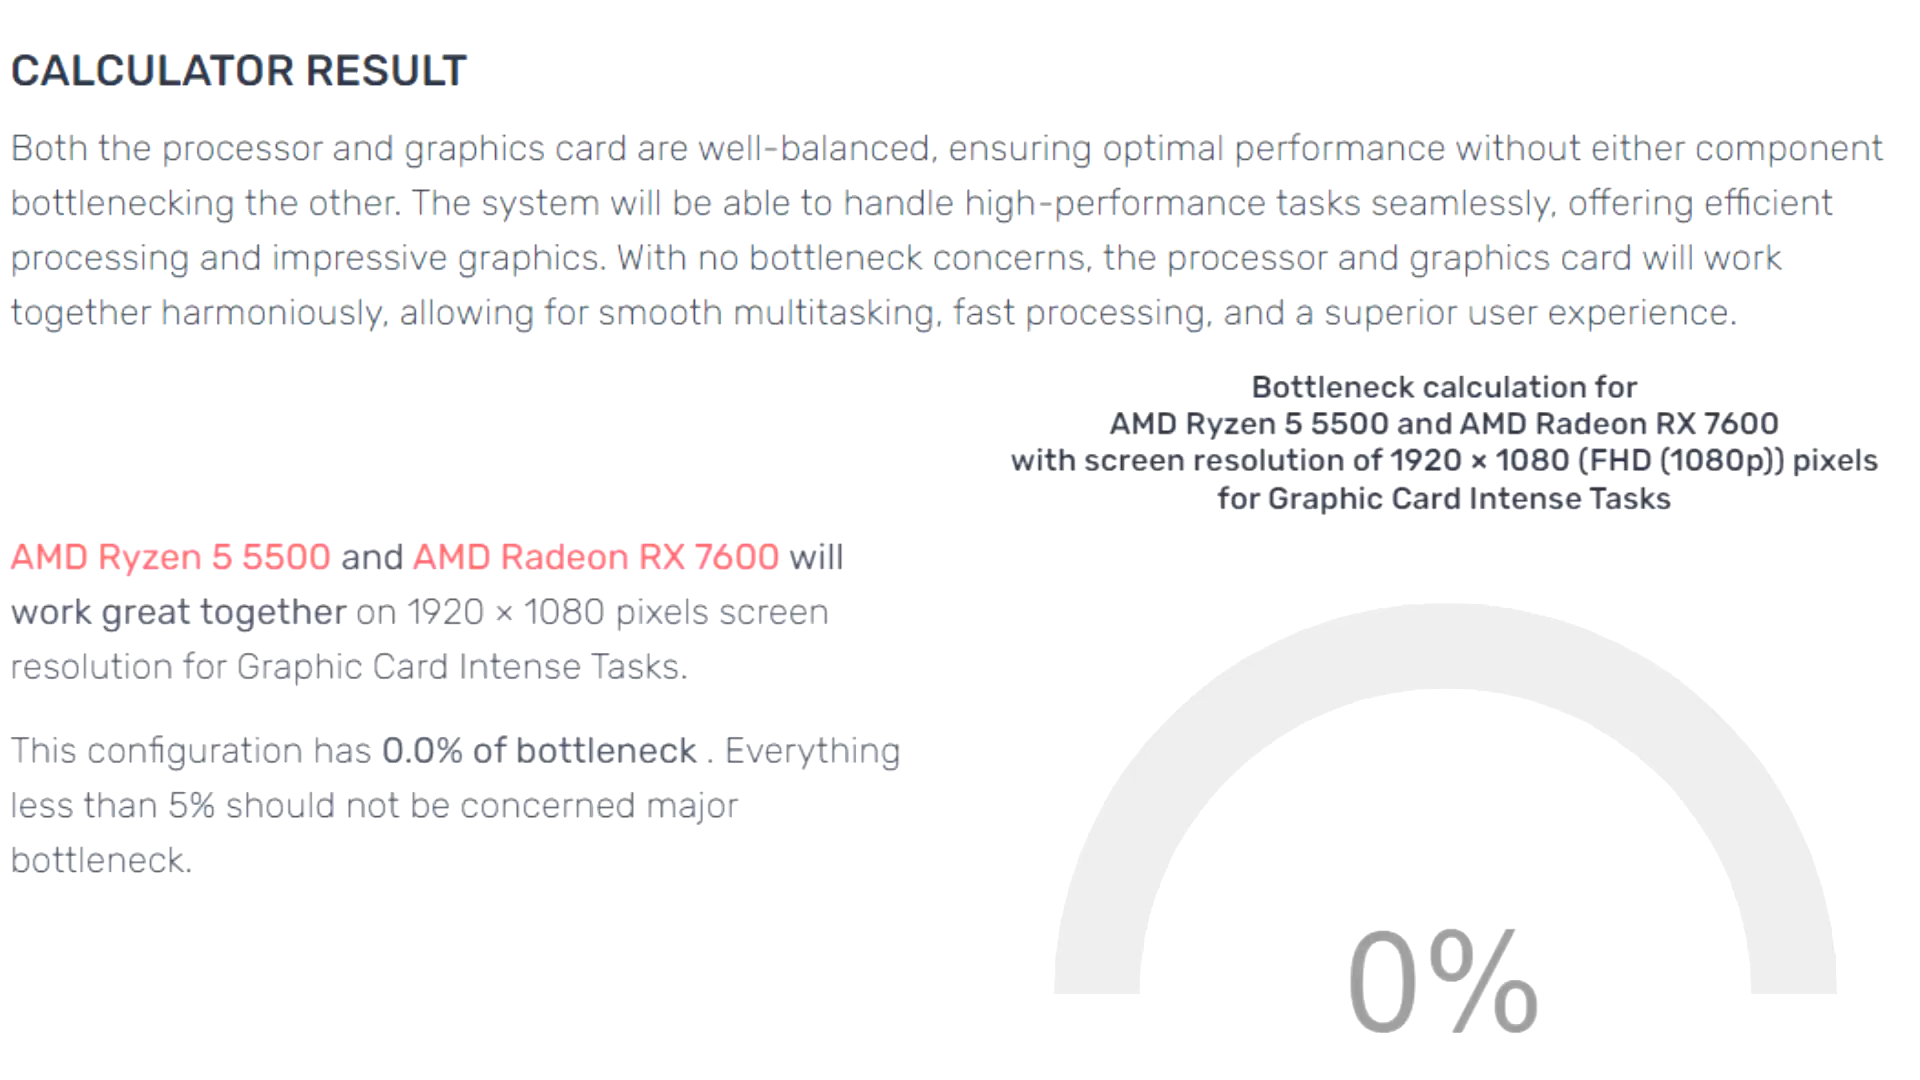 CALCULATOR RESULT
Both the processor and graphics card are well-balanced, ensuring optimal performance without either component
bottlenecking the other. The system will be able to handle high-performance tasks seamlessly, offering efficient
processing and impressive graphics. With no bottleneck concerns, the processor and graphics card will work
together harmoniously, allowing for smooth multitasking, fast processing, and a superior user experience.
Bottleneck calculation for
AMD Ryzen 5 5500 and AMD Radeon RX 7600
with screen resolution of 1920 × 1080 (FHD (1080p)) pixels
for Graphic Card Intense Tasks
AMD Ryzen 5 5500 and AMD Radeon RX 7600 will
work great together on 1920 × 1080 pixels screen
resolution for Graphic Card Intense Tasks.
This configuration has 0.0% of bottleneck . Everything
less than 5% should not be concerned major
bottleneck.
0%